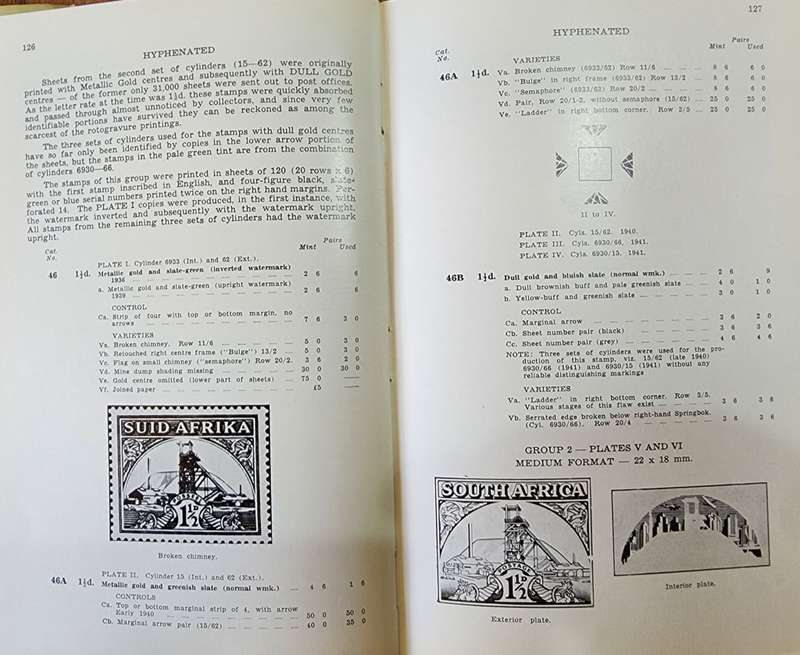 126
HYPHENATED
Sheets from the second set of cylinders (15—62) were originally
printed with Metallic Gold centres and subsequently with DULL GOLD
centres — of the former only 31,000 sheets were sent out to post offices.
As the letter rate at the time was 1½d. these stamps were quickly absorbed
and passed through almost unnoticed by collectors, and since very few
identifiable portions have survived they can be reckoned as among the
scarcest of the rotogravure printings.
The three sets of cylinders used for the stamps with dull gold centres
have so far only been identified by copies in the lower arrow portion of
the sheets, but the stamps in the pale green tint are from the combination
of cylinders 6930—66.
The stamps of this group were printed in sheets of 120 (20 rows x 6)
with the first stamp inscribed in English, and four-figure black, slate-
green or blue serial numbers printed twice on the right hand margins. Per-
forated 14. The PLATE I copies were produced, in the first instance, with
the watermark inverted and subsequently with the watermark upright.
All stamps from the remaining three sets of cylinders had the watermark
upright.
Cat. No. Pairs Mint Used
PLATE I. Cylinder 6933 (Int.) and 62 (Ext.).
46 1½d. Metallic gold and slate-green (inverted watermark)
1936 — — — — 2 6 6
a. Metallic gold and slate-green (upright watermark)
1939 — — — — 2 6 6
CONTROL
Ca. Strip of four with top or bottom margin, no
arrows — — — — 7 6 3 0
VARIETIES
Va. Broken chimney. Row 11/6 — — — 5 0 3 0
Vb. Retouched right centre frame ("Bulge") 13/2 — 5 0 3 0
Vc. Flag on small chimney ("semaphore") Row 20/2. 3 6 2 0
Vd. Mine dump shading missing — — — 30 0 30 0
Ve. Gold centre omitted (lower part of sheets) — 75 0 —
Vf. Joined paper — — — — £5 —
SUID-AFRIKA
POSTAGE
1½
Broken chimney.
PLATE II. Cylinder 15 (Int.) and 62 (Ext.).
46A 1½d. Metallic gold and greenish slate (normal wmk.) — 4 6 1 6
CONTROLS
Ca. Top or bottom marginal strip of 4, with arrow
Early 1940 — — — — 50 0 50 0
Cb. Marginal arrow pair (15/62) — — — 40 0 35 0
127
HYPHENATED
Cat. No. Pairs Mint Used
VARIETIES
46A 1½d. Va. Broken chimney (6933/62) Row 11/6 — — 8 6 6 0
Vb. "Bulge" in right frame (6933/62) Row 13/2 — 8 6 6 0
Vc. "Semaphore" (6933/62) Row 20/2 — — 8 6 6 0
Vd. Pair, Row 20/1-2, without semaphore (15/62) — 25 0 25 0
Ve. "Ladder" in right bottom corner. Row 3/5 — 25 0 25 0
II to IV.
PLATE II. Cyls. 15/62. 1940.
PLATE III. Cyls. 6930/66, 1941.
PLATE IV. Cyls. 6930/15. 1941.
46B 1½d. Dull gold and bluish slate (normal wmk.) — — 2 6 9
a. Dull brownish buff and pale greenish slate — 4 0 1 0
b. Yellow-buff and greenish slate — — — 3 0 1 0
CONTROL
Ca. Marginal arrow — — — — 3 6 2 0
Cb. Sheet number pair (black) — — — 3 6 3 6
Cc. Sheet number pair (grey) — — — 4 6 4 6
NOTE: Three sets of cylinders were used for the pro-
duction of this stamp, viz. 15/62 (late 1940)
6930/66 (1941) and 6930/15 (1941) without any
reliable distinguishing markings
VARIETIES
Va. "Ladder" in right bottom corner. Row 3/5.
Various stages of this flaw exist — — — 3 6 3 6
Vb. Serrated edge broken below right-hand Springbok.
(Cyl. 6930/66). Row 20/4 — — — 3 6 3 6
GROUP 2 — PLATES V AND VI
MEDIUM FORMAT — 22 x 18 mm.
SOUTH AFRICA
POSTAGE
1½
Exterior plate.
Interior plate.